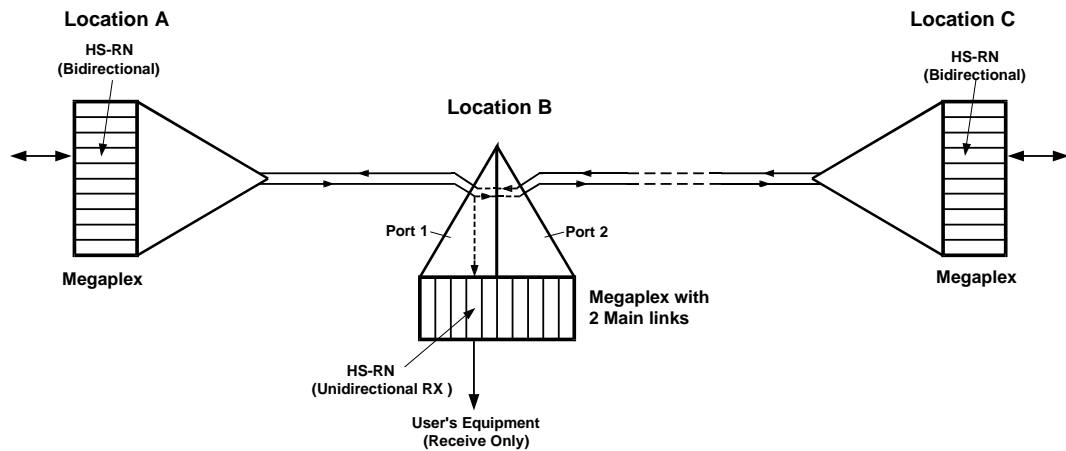 Location A
HS-RN
(Bidirectional)
Megaplex
Location B
Port 1
Port 2
Megaplex with
2 Main links
HS-RN
(Unidirectional RX )
User's Equipment
(Receive Only)
Location C
HS-RN
(Bidirectional)
Megaplex